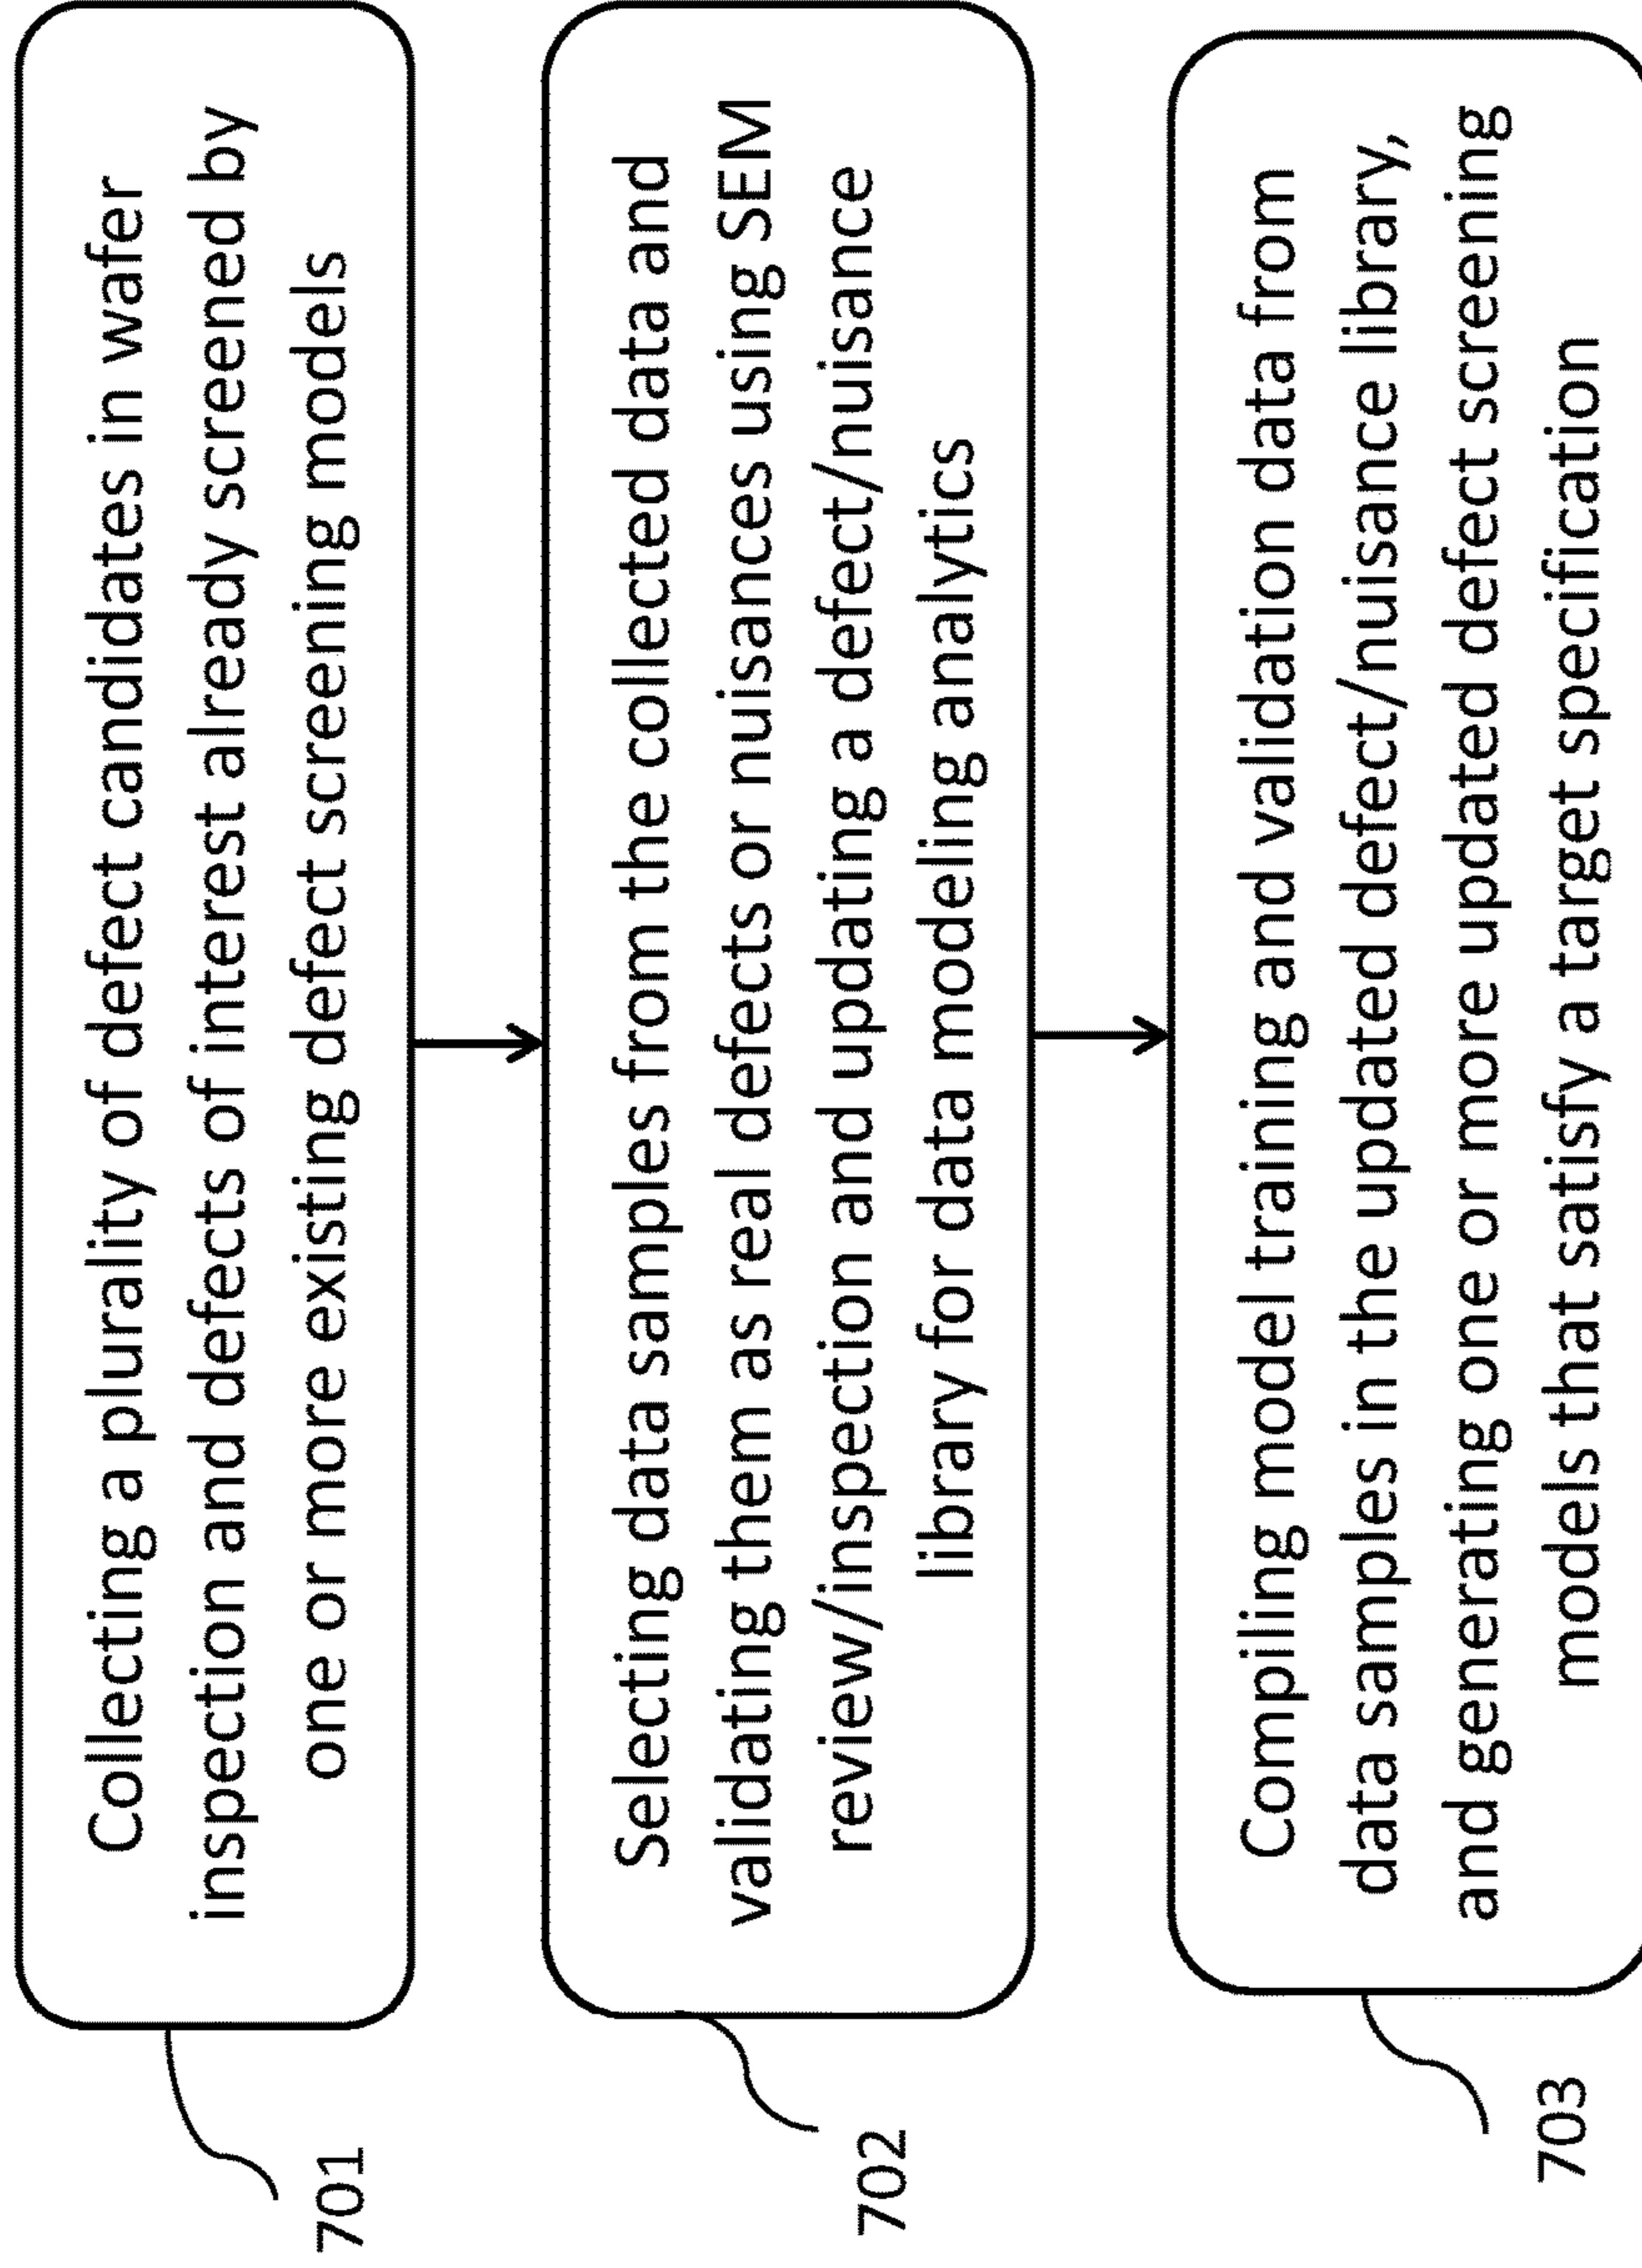 Collecting a plurality of defect candidates in wafer
inspection and defects of interest already screened by
one or more existing defect screening models
701
Selecting data samples from the collected data and
validating them as real defects or nuisances using SEM
review/inspection and updating a defect/nuisance
library for data modeling analytics
702
Compiling model training and validation data from
data samples in the updated defect/nuisance library,
and generating one or more updated defect screening
models that satisfy a target specification
703